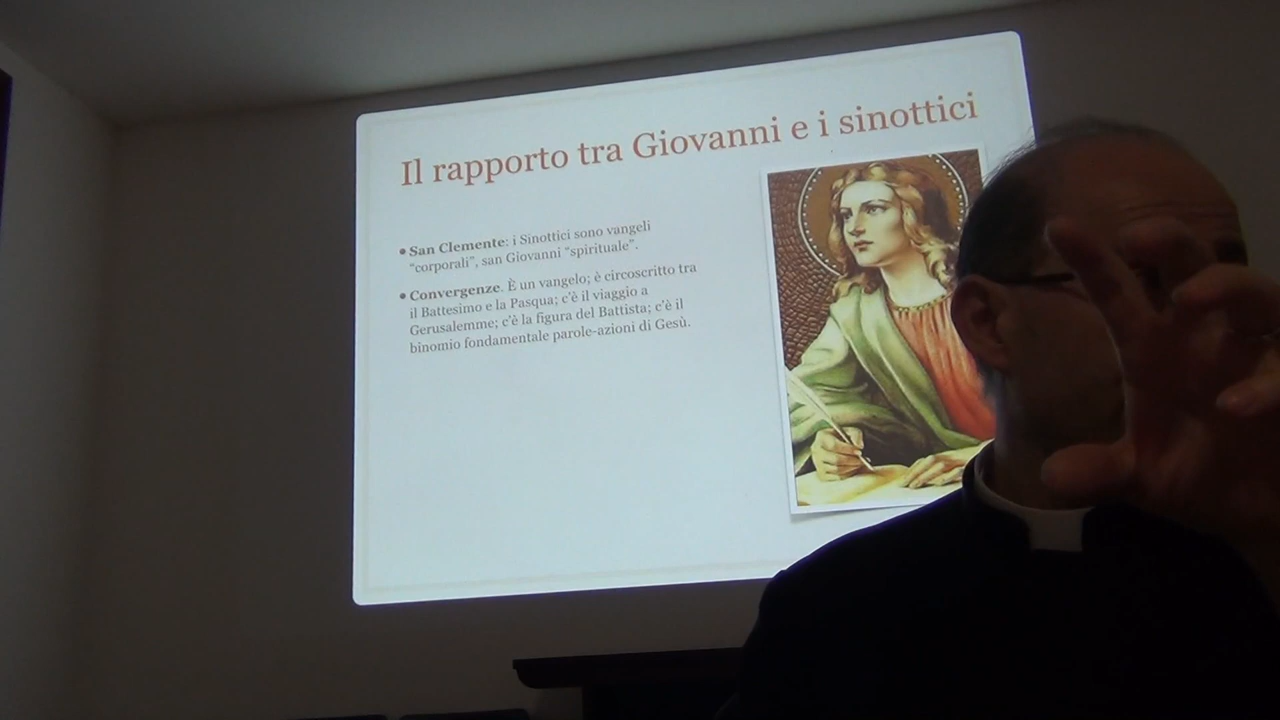 Il rapporto tra Giovanni e i sinottici
• San Clemente: i Sinottici sono vangeli
“corporali”, san Giovanni “spirituale”.
• Convergenze. È un vangelo; è circoscritto tra
il Battesimo e la Pasqua; c’è il viaggio a
Gerusalemme; c’è la figura del Battista; c’è il
binomio fondamentale parole-azioni di Gesù.